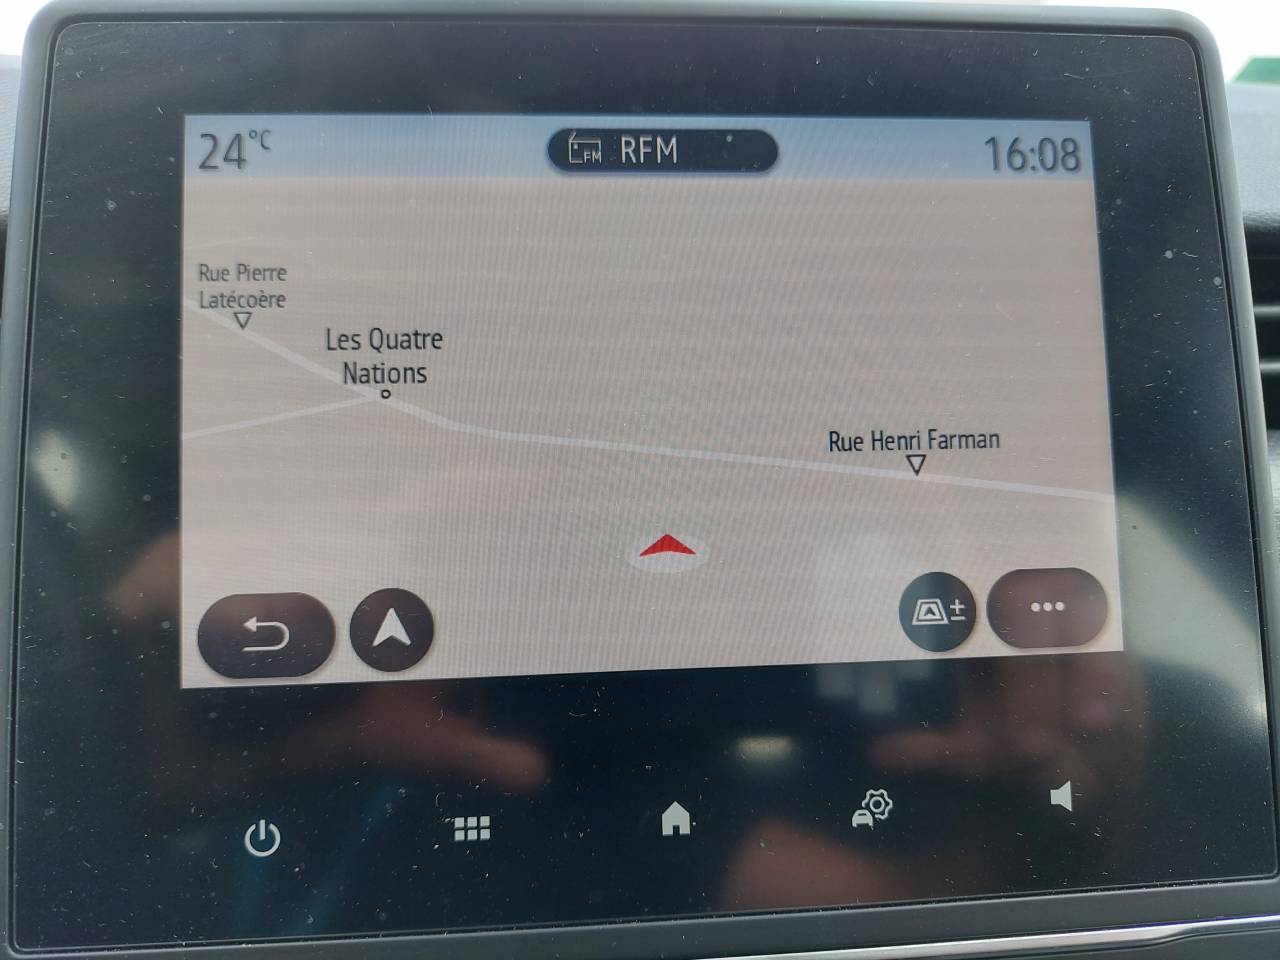 24°C
FM RFM
16:08
Rue Pierre
Latécoère
Les Quatre
Nations
Rue Henri Farman